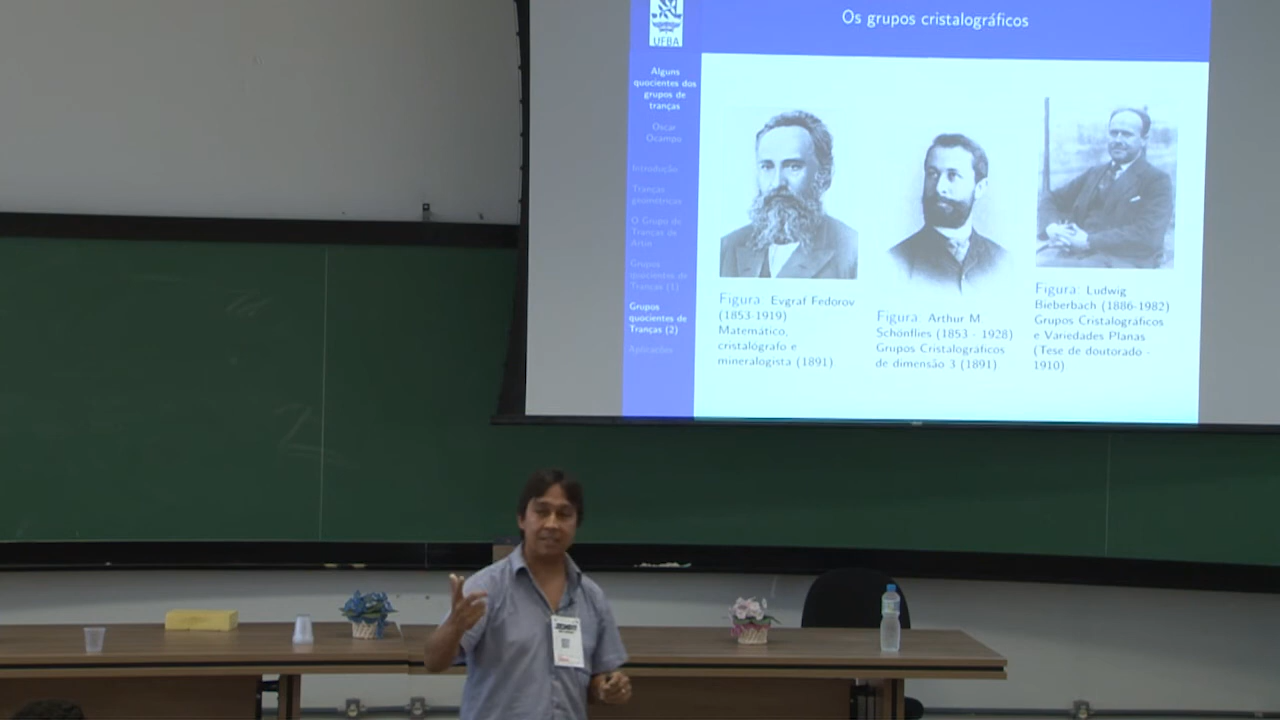 Os grupos cristalográficos
UFBA
Alguns
quocientes dos
grupos de
tranças
Oscar
Ocampo
Introdução
Tranças
geométricas
O Grupo de
Tranças de
Artin
Grupos
quocientes de
Tranças (1)
Grupos
quocientes de
Tranças (2)
Aplicações
Figura: Evgraf Fedorov
(1853-1919)
Matemático,
cristalógrafo e
mineralogista (1891)
Figura: Arthur M
Schönflies (1853 - 1928)
Grupos Cristalográficos
de dimensão 3 (1891)
Figura: Ludwig
Bieberbach (1886-1982)
Grupos Cristalográficos
e Variedades Planas
(Tese de doutorado -
1910)